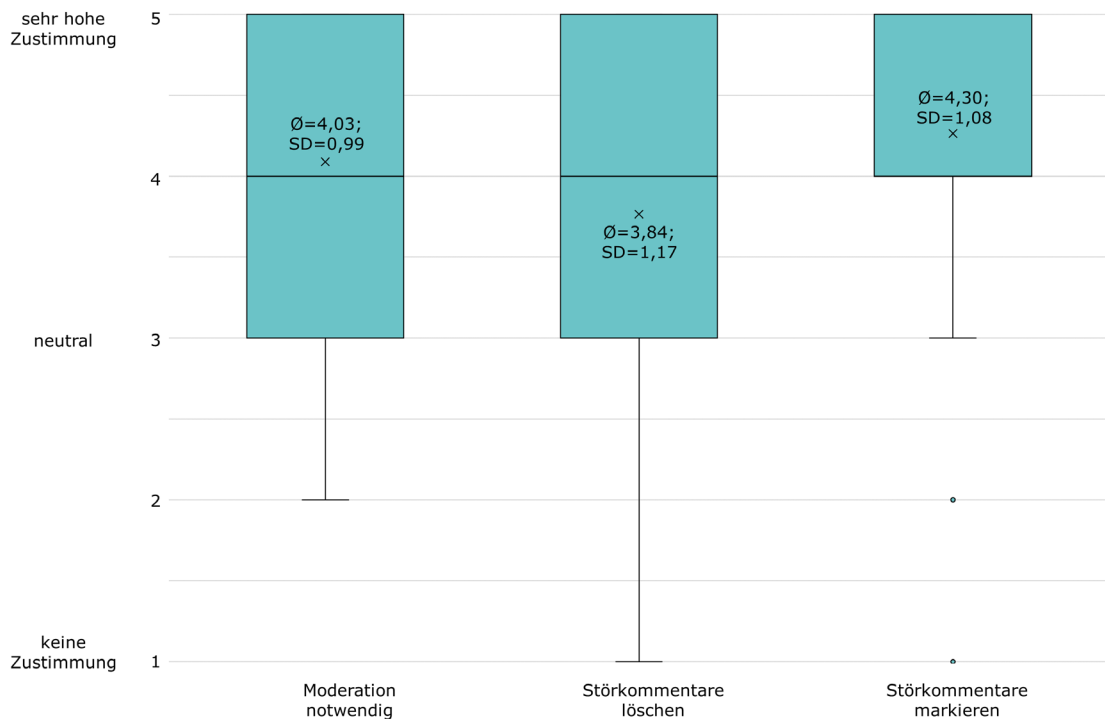 sehr hohe
Zustimmung
5
4
neutral
3
2
keine
Zustimmung
1
Ø=4,03;
SD=0,99
Ø=3,84;
SD=1,17
Ø=4,30;
SD=1,08
Moderation
notwendig
Störkommentare
löschen
Störkommentare
markieren